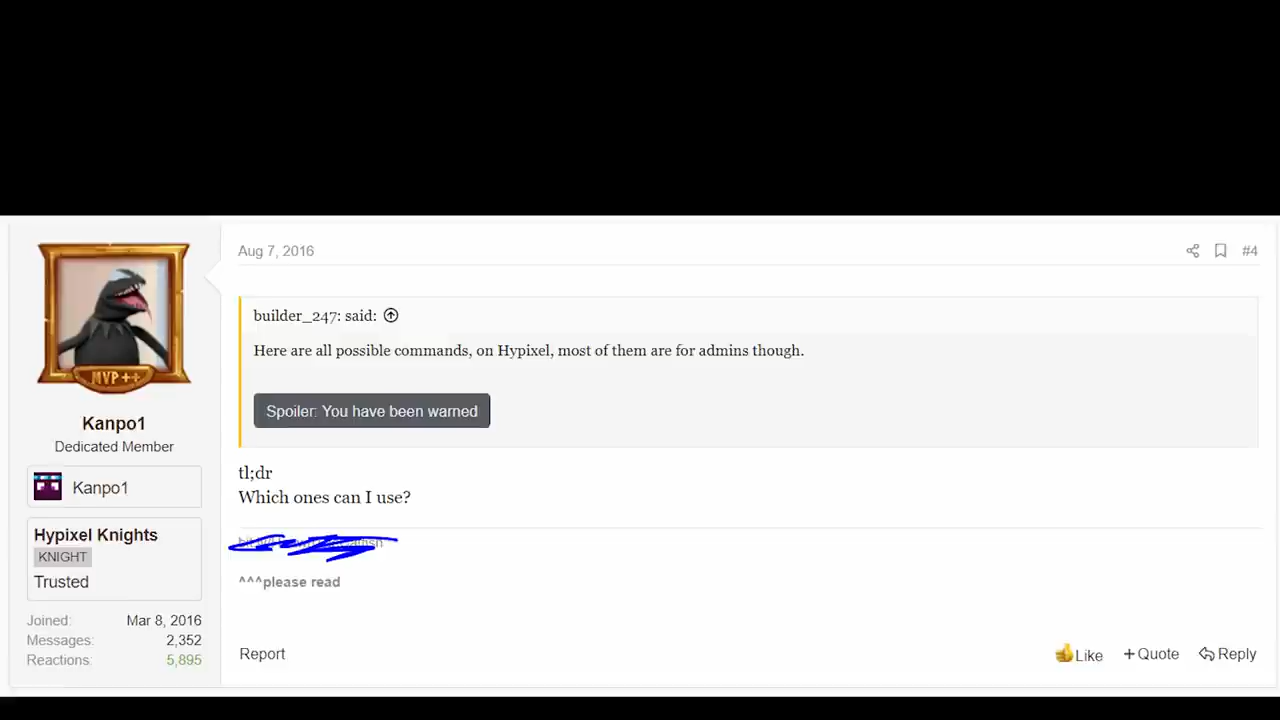 Aug 7, 2016
#4
MVP++
builder_247: said:
Here are all possible commands, on Hypixel, most of them are for admins though.
Spoiler: You have been warned
Kanpo1
Dedicated Member
Kanpo1
Hypixel Knights
KNIGHT
Trusted
Joined: Mar 8, 2016
Messages: 2,352
Reactions: 5,895
tl;dr
Which ones can I use?
^^^please read
Report
Like +Quote Reply